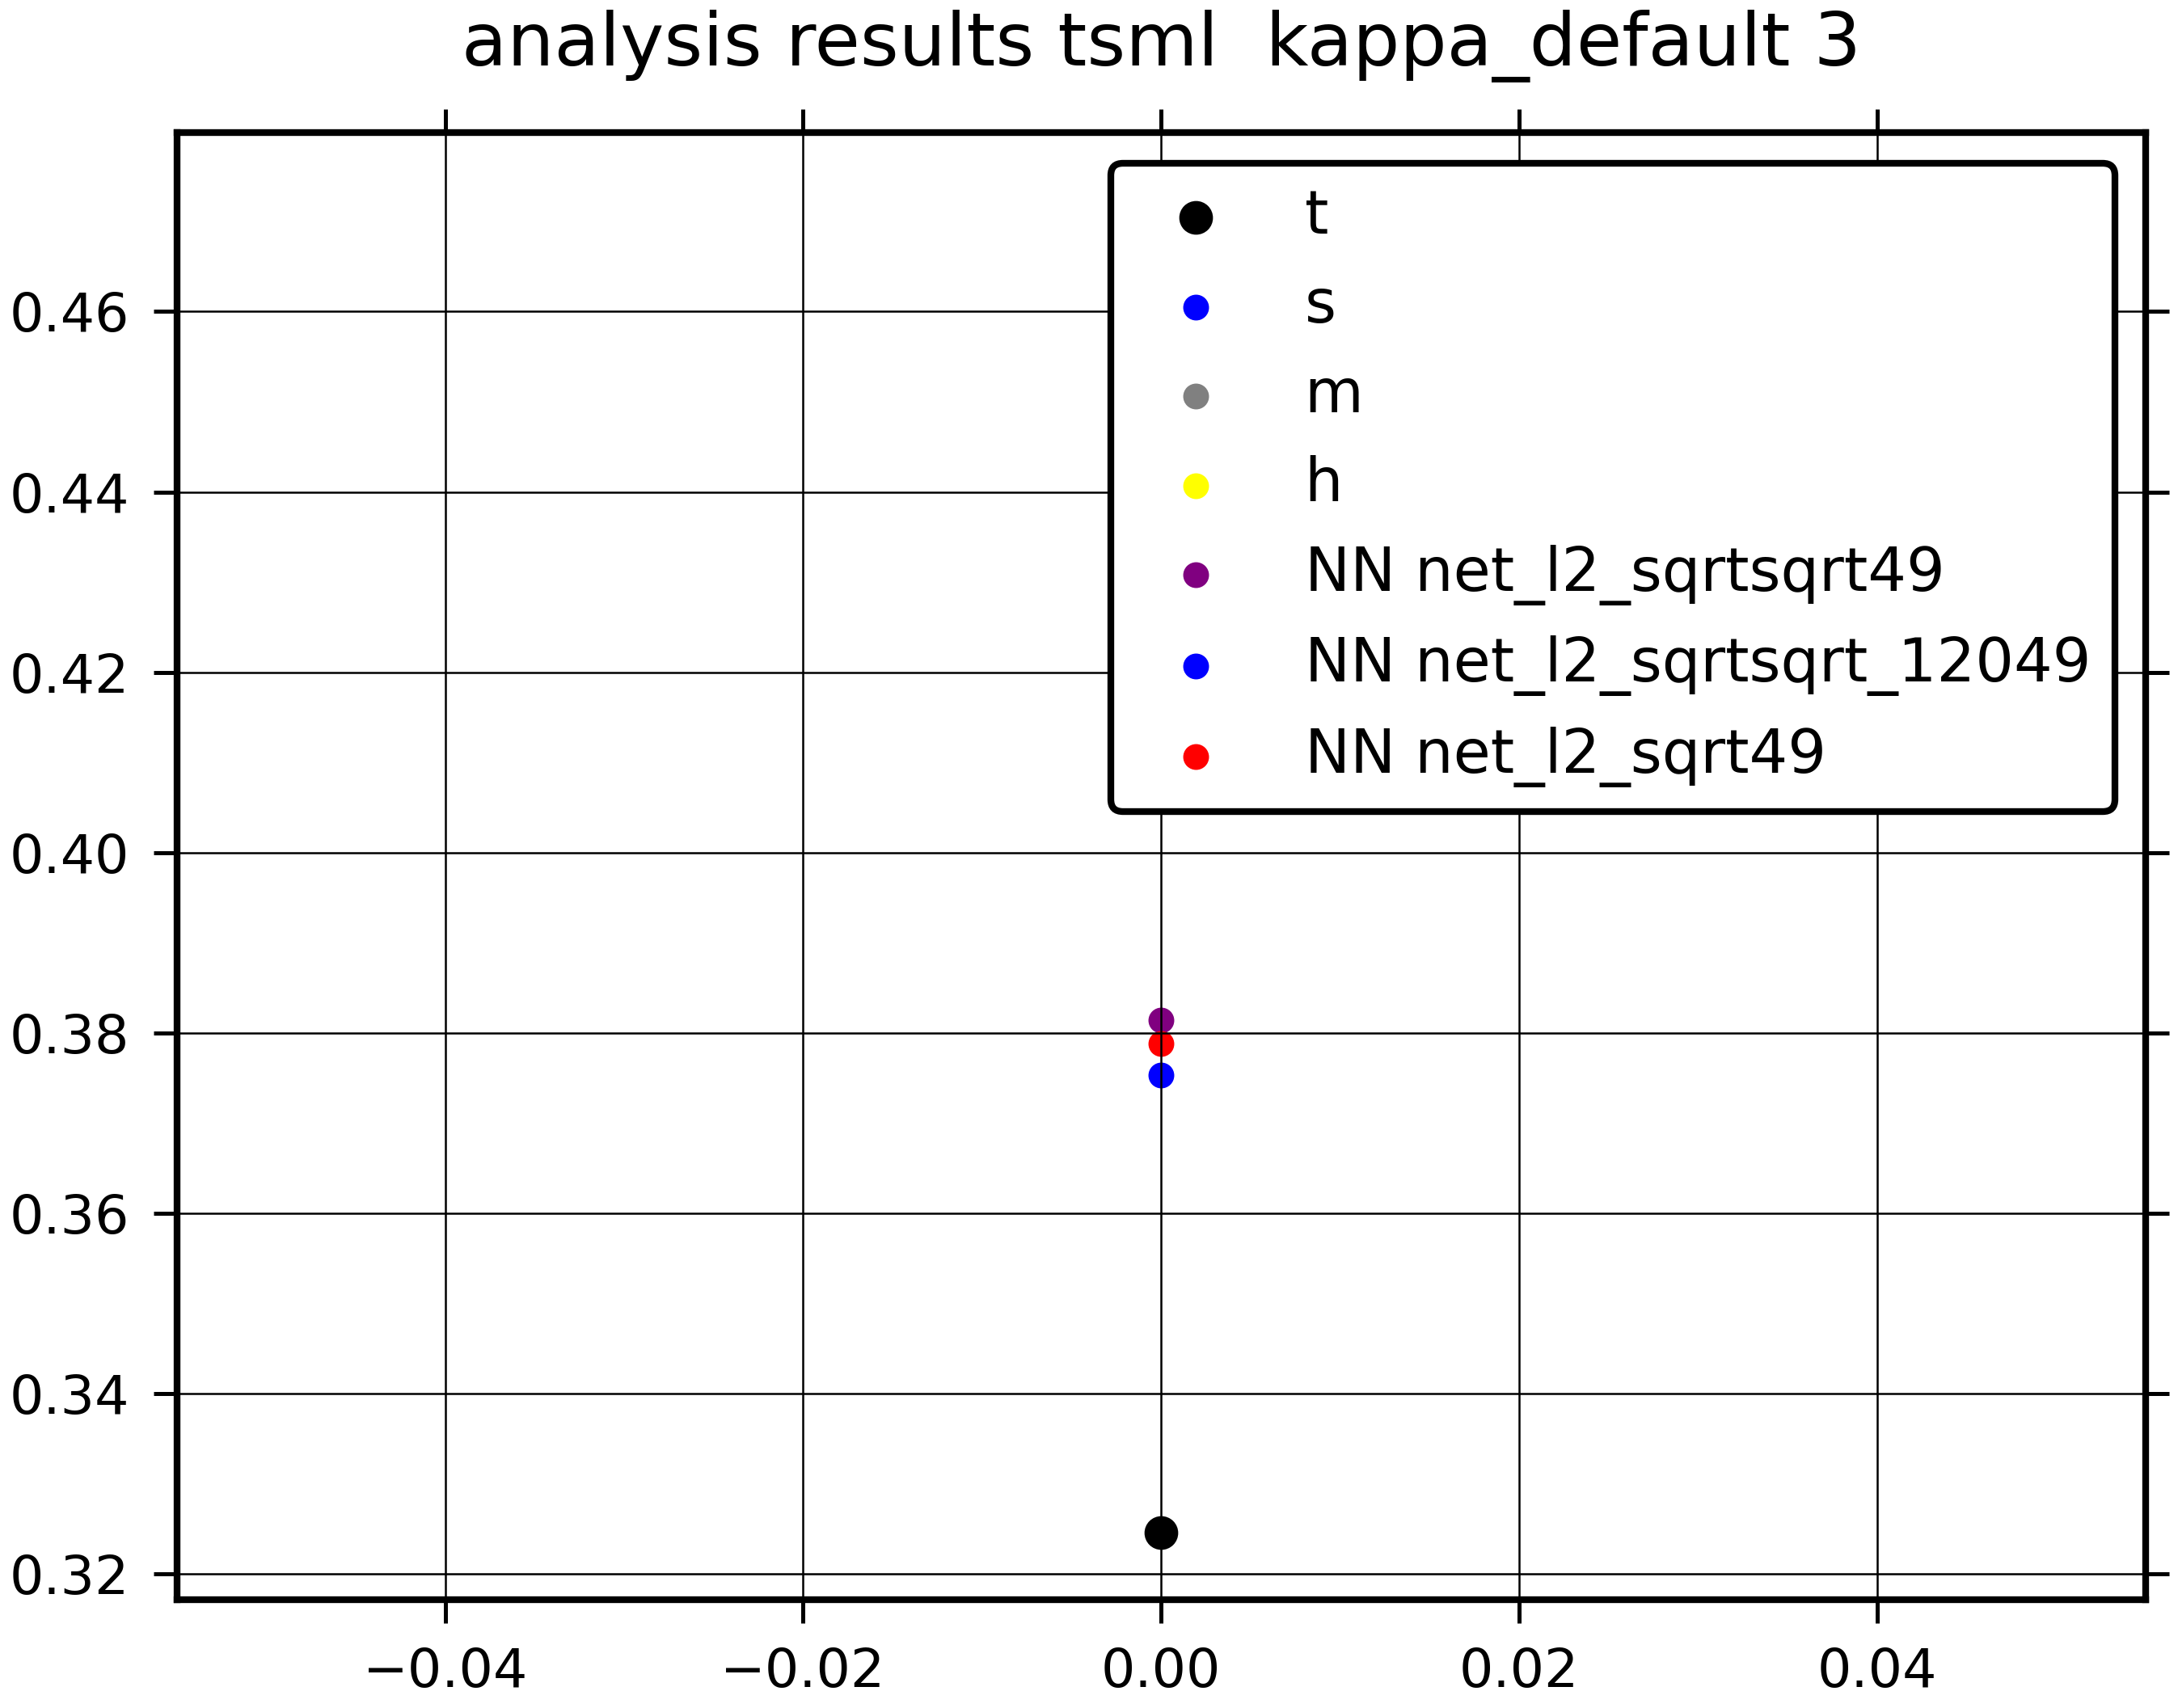 analysis results tsml  kappa_default 3
t
s
m
h
NN net_l2_sqrtsqrt49
NN net_l2_sqrtsqrt_12049
NN net_l2_sqrt49
0.46
0.44
0.42
0.40
0.38
0.36
0.34
0.32
−0.04
−0.02
0.00
0.02
0.04